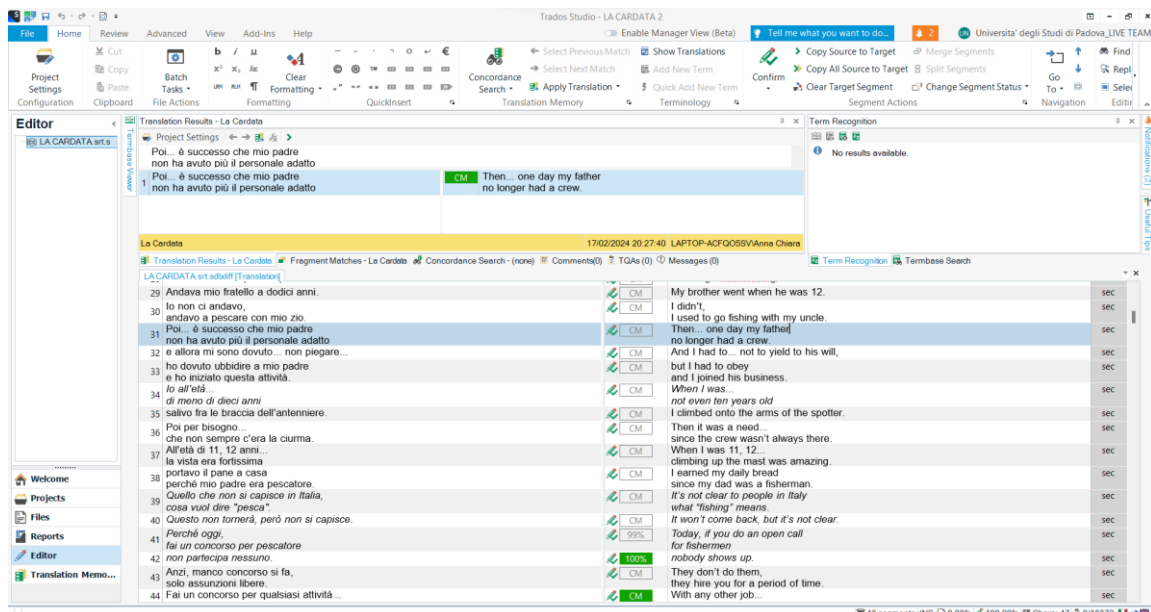 Trados Studio - LA CARDATA 2
File Home Review Advanced View Add-Ins Help
Enable Manager View (Beta) Tell me what you want to do... 2 UN Universita' degli Studi di Padova_LIVE TEAM
Project Settings
Configuration
Cut
Copy
Paste
Clipboard
Batch Tasks
File Actions
b / u
X² X₂
LRM RLM ¶
Clear Formatting
Formatting
€
© ® TM
QuickInsert
Concordance Search
Select Previous Match
Select Next Match
Apply Translation
Translation Memory
Show Translations
Add New Term
Quick Add New Term
Terminology
Confirm
Copy Source to Target
Copy All Source to Target
Clear Target Segment
Merge Segments
Split Segments
Change Segment Status
Segment Actions
Go To
Navigation
Find
Repl
Selec
Editi
Editor
LA CARDATA.srt.s
Termbase Viewer
Translation Results - La Cardata
Project Settings
Poi... è successo che mio padre
non ha avuto più il personale adatto
1 Poi... è successo che mio padre
non ha avuto più il personale adatto
CM Then... one day my father
no longer had a crew.
La Cardata 17/02/2024 20:27:40 LAPTOP-ACFQO5SV\Anna Chiara
Translation Results - La Cardata Fragment Matches - La Cardata Concordance Search - (none) Comments(0) TQAs (0) Messages (0)
Term Recognition
No results available.
Term Recognition Termbase Search
Notifications (2)
Useful Tips
LA CARDATA.srt.sdlxliff [Translation]
29 Andava mio fratello a dodici anni. CM My brother went when he was 12. sec
30 Io non ci andavo,
andavo a pescare con mio zio. CM I didn't,
I used to go fishing with my uncle. sec
31 Poi... è successo che mio padre
non ha avuto più il personale adatto CM Then... one day my father
no longer had a crew. sec
32 e allora mi sono dovuto... non piegare... CM And I had to... not to yield to his will, sec
33 ho dovuto ubbidire a mio padre
e ho iniziato questa attività. CM but I had to obey
and I joined his business. sec
34 Io all'età...
di meno di dieci anni CM When I was...
not even ten years old sec
35 salivo fra le braccia dell'antenniere. CM I climbed onto the arms of the spotter. sec
36 Poi per bisogno...
che non sempre c'era la ciurma. CM Then it was a need...
since the crew wasn't always there. sec
37 All'età di 11, 12 anni...
la vista era fortissima CM When I was 11, 12...
climbing up the mast was amazing. sec
38 portavo il pane a casa
perché mio padre era pescatore. CM I earned my daily bread
since my dad was a fisherman. sec
39 Quello che non si capisce in Italia,
cosa vuol dire "pesca". CM It's not clear to people in Italy
what "fishing" means. sec
40 Questo non tornerà, però non si capisce. CM It won't come back, but it's not clear. sec
41 Perché oggi,
fai un concorso per pescatore 99% Today, if you do an open call
for fishermen sec
42 non partecipa nessuno. 100% nobody shows up. sec
43 Anzi, manco concorso si fa,
solo assunzioni libere. CM They don't do them,
they hire you for a period of time. sec
44 Fai un concorso per qualsiasi attività... CM With any other job... sec
Welcome
Projects
Files
Reports
Editor
Translation Memo...